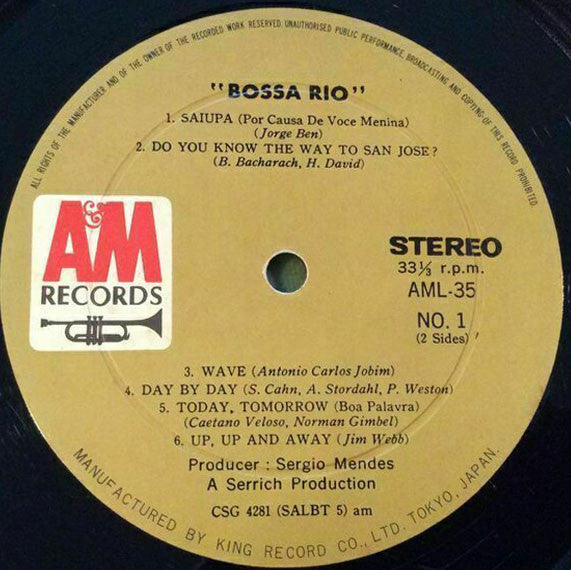 ALL RIGHTS OF THE MANUFACTURER AND OF THE OWNER OF THE RECORDED WORK RESERVED. UNAUTHORISED PUBLIC PERFORMANCE, BROADCASTING AND COPYING OF THIS RECORD PROHIBITED.
"BOSSA RIO"
1. SAIUPA (Por Causa De Voce Menina)
(Jorge Ben)
2. DO YOU KNOW THE WAY TO SAN JOSE?
(B. Bacharach, H. David)
A&M
RECORDS
STEREO
33⅓ r.p.m.
AML-35
NO. 1
(2 Sides)
3. WAVE (Antonio Carlos Jobim)
4. DAY BY DAY (S. Cahn, A. Stordahl, P. Weston)
5. TODAY, TOMORROW (Boa Palavra)
(Caetano Veloso, Norman Gimbel)
6. UP, UP AND AWAY (Jim Webb)
Producer : Sergio Mendes
A Serrich Production
CSG 4281 (SALBT 5) am
MANUFACTURED BY KING RECORD CO., LTD. TOKYO, JAPAN.